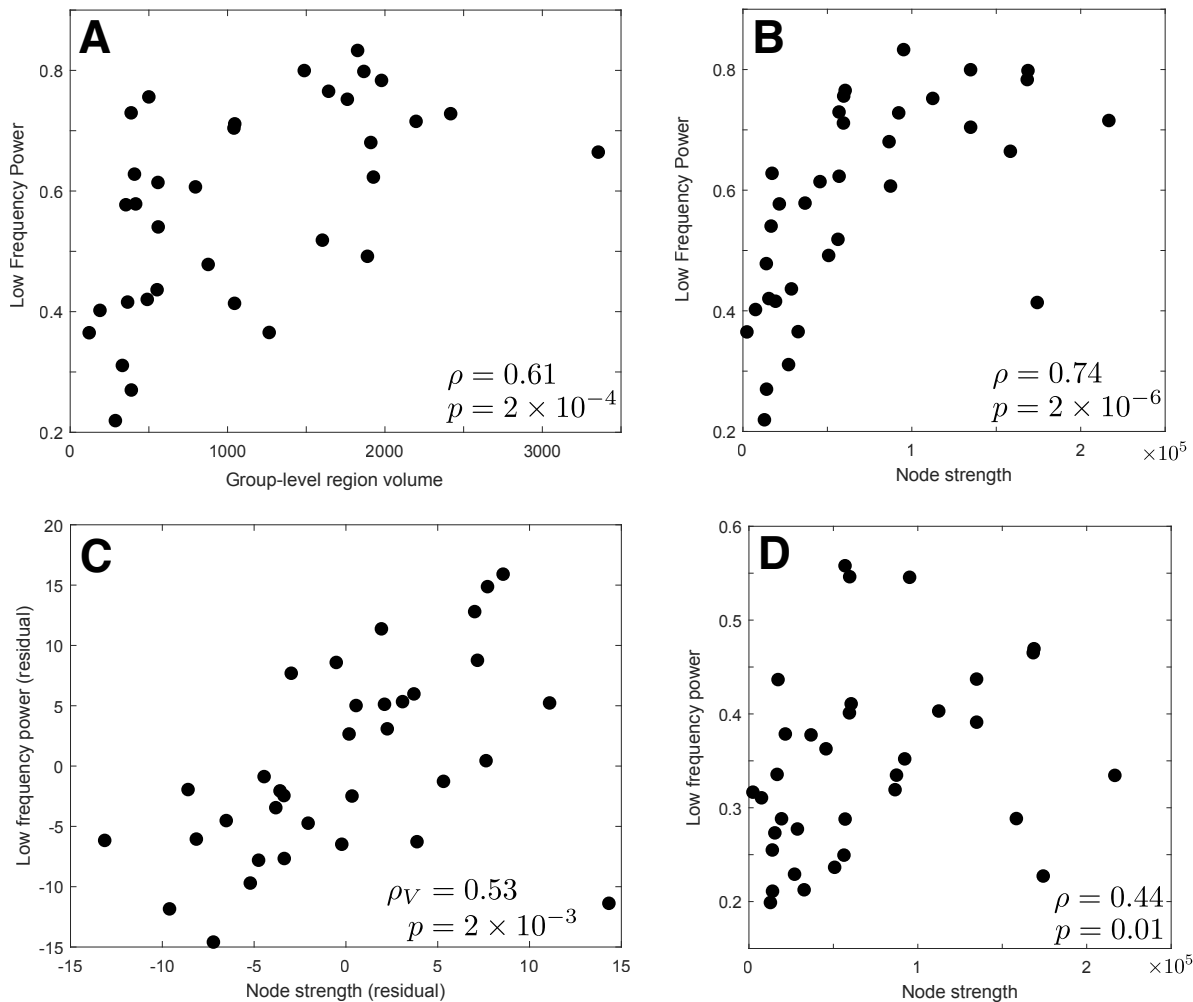 A
Low Frequency Power
0.8
0.6
0.4
0.2
ρ = 0.61
p = 2 × 10⁻⁴
0 1000 2000 3000
Group-level region volume
B
Low Frequency Power
0.8
0.6
0.4
0.2
ρ = 0.74
p = 2 × 10⁻⁶
0 1 2 ×10⁵
Node strength
C
Low frequency power (residual)
20
15
10
5
0
-5
-10
-15
ρ_V = 0.53
p = 2 × 10⁻³
-15 -10 -5 0 5 10 15
Node strength (residual)
D
Low frequency power
0.6
0.5
0.4
0.3
0.2
ρ = 0.44
p = 0.01
0 1 2 ×10⁵
Node strength